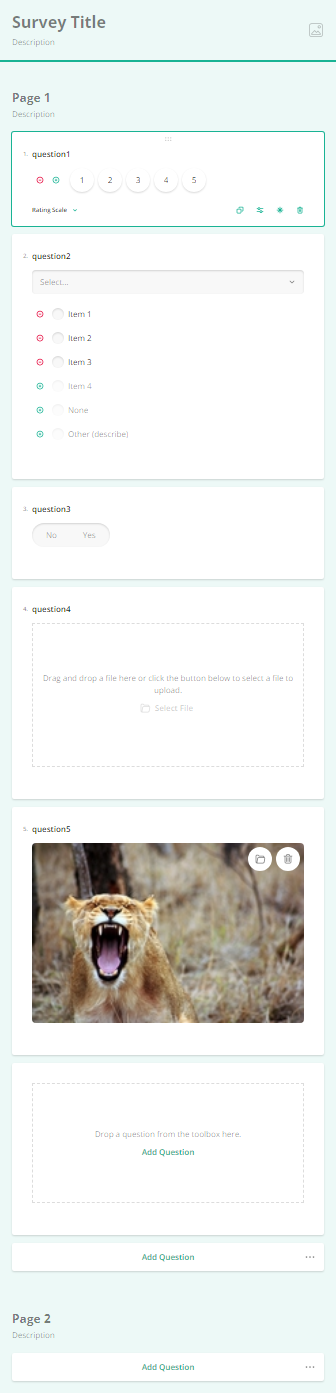 Survey Title
Description
Page 1
Description
1. question1
1 2 3 4 5
Rating Scale
2. question2
Select...
Item 1
Item 2
Item 3
Item 4
None
Other (describe)
3. question3
No Yes
4. question4
Drag and drop a file here or click the button below to select a file to
upload.
Select File
5. question5
Drop a question from the toolbox here.
Add Question
Add Question
Page 2
Description
Add Question